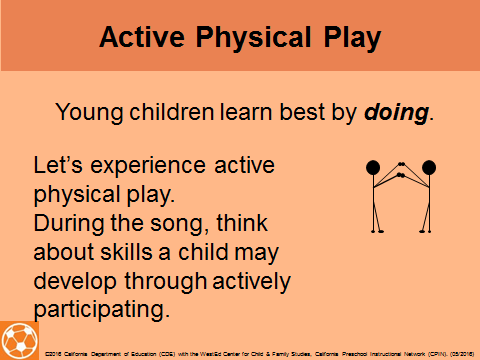 Active Physical Play
Young children learn best by doing.
Let’s experience active
physical play.
During the song, think
about skills a child may
develop through actively
participating.
©2016 California Department of Education (CDE) with the WestEd Center for Child & Family Studies, California Preschool Instructional Network (CPIN). (05/2016)